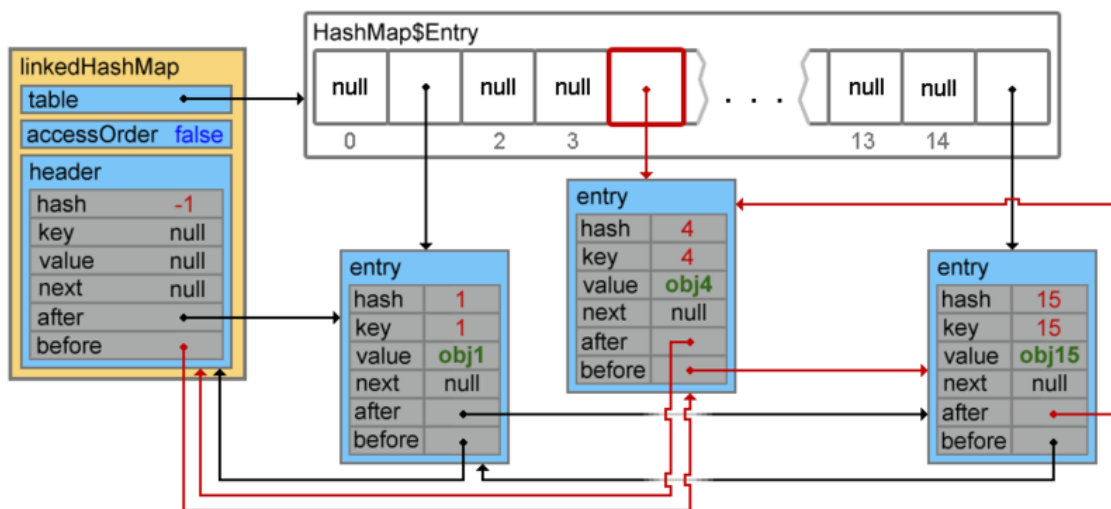 HashMap$Entry
null null null null . . . null null
0 2 3 13 14
linkedHashMap
table
accessOrder false
header
hash -1
key null
value null
next null
after
before
entry
hash 1
key 1
value obj1
next null
after
before
entry
hash 4
key 4
value obj4
next null
after
before
entry
hash 15
key 15
value obj15
next null
after
before